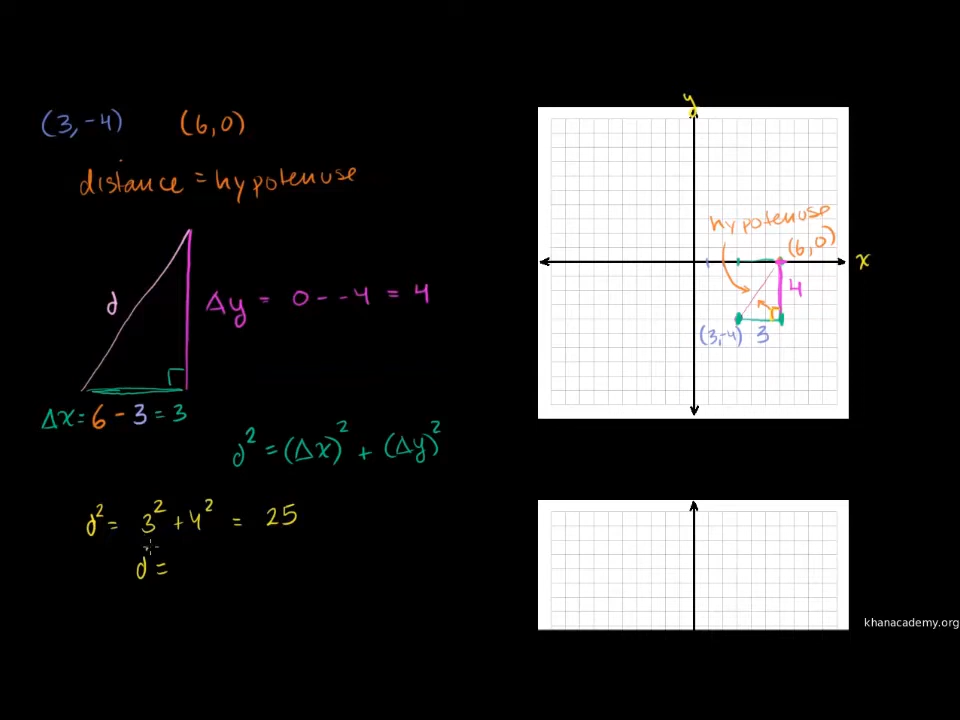 (3,-4) (6,0)
distance = hypotenuse
d
Δy = 0 - -4 = 4
Δx = 6 - 3 = 3
d² = (Δx)² + (Δy)²
d² = 3² + 4² = 25
d =
y
hypotenuse
(6,0)
x
4
(3,-4) 3
khanacademy.org